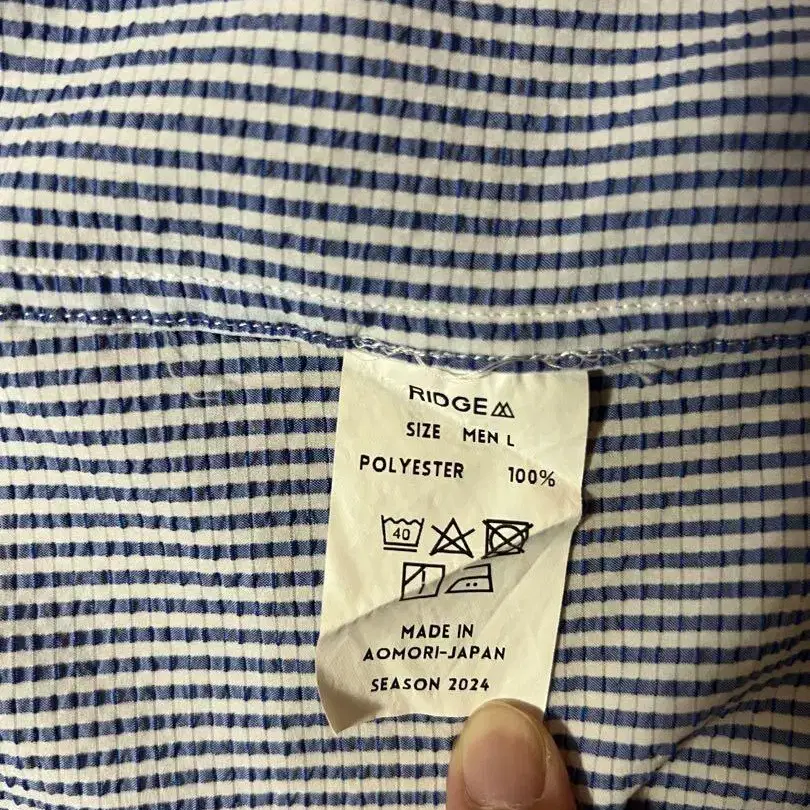 RIDGE
SIZE MEN L
POLYESTER 100%
40
MADE IN
AOMORI-JAPAN
SEASON 2024